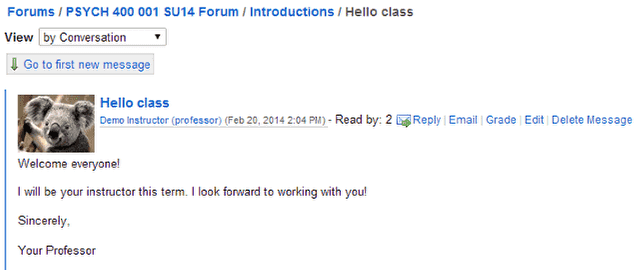 Forums / PSYCH 400 001 SU14 Forum / Introductions / Hello class
View by Conversation
Go to first new message
Hello class
Demo Instructor (professor) (Feb 20, 2014 2:04 PM) - Read by: 2 Reply | Email | Grade | Edit | Delete Message
Welcome everyone!
I will be your instructor this term. I look forward to working with you!
Sincerely,
Your Professor